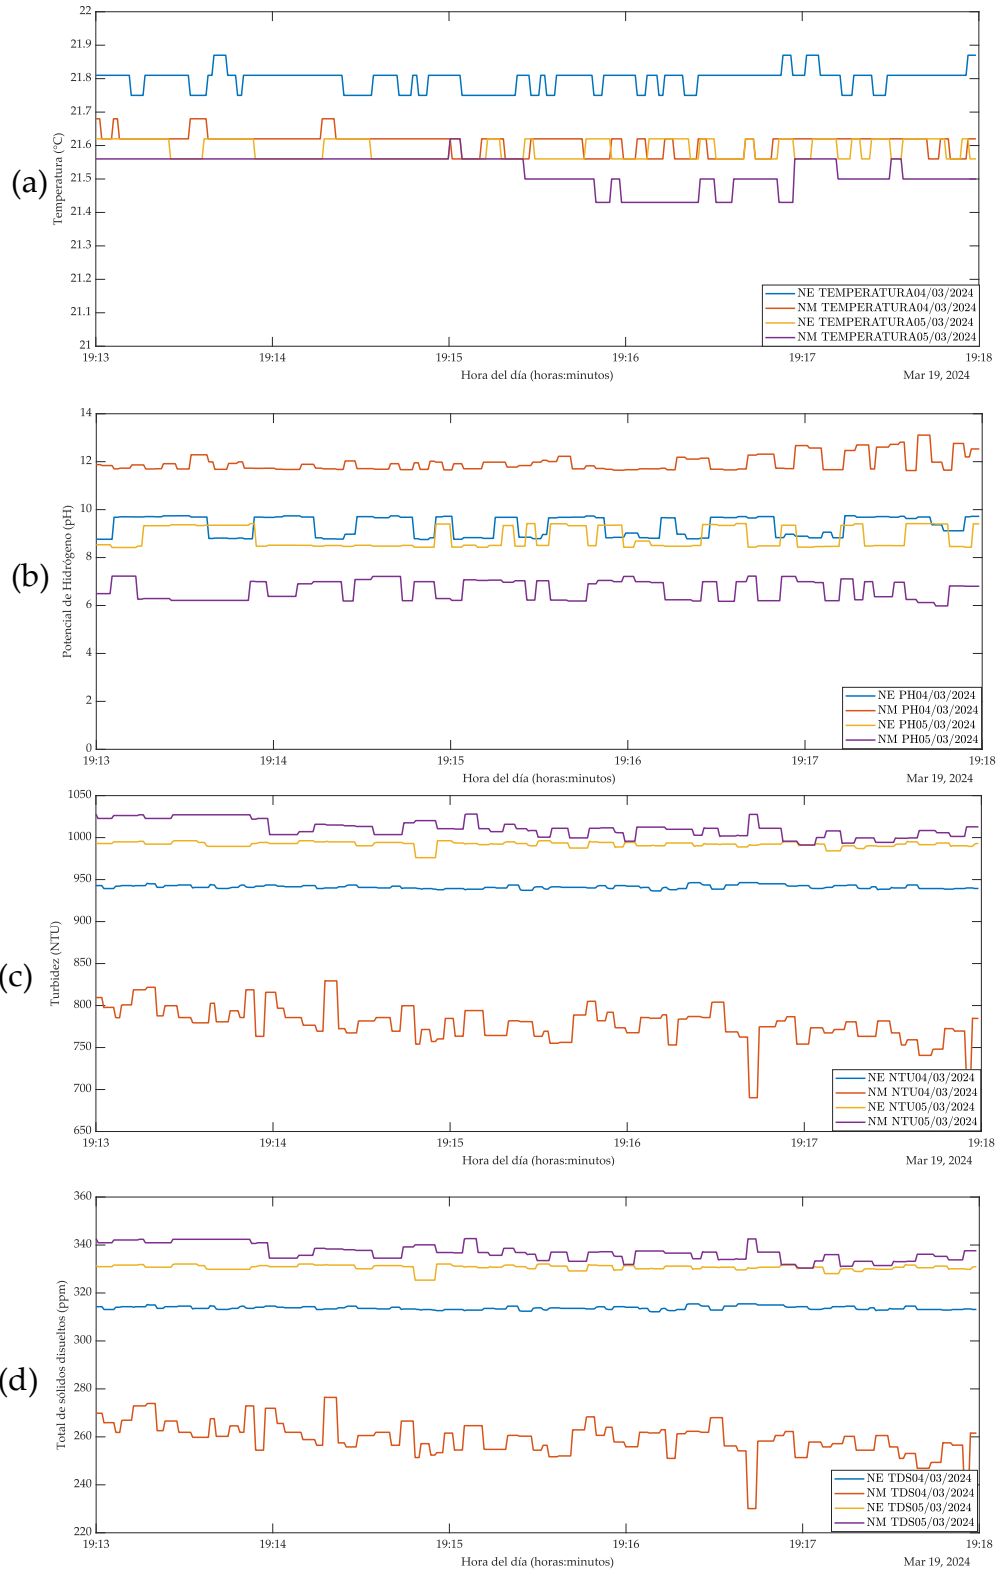 (a)
Temperatura (°C)
22
21.9
21.8
21.7
21.6
21.5
21.4
21.3
21.2
21.1
21
NE TEMPERATURA04/03/2024
NM TEMPERATURA04/03/2024
NE TEMPERATURA05/03/2024
NM TEMPERATURA05/03/2024
19:13 19:14 19:15 19:16 19:17 19:18
Hora del día (horas:minutos)
Mar 19, 2024
(b)
Potencial de Hidrógeno (pH)
14
12
10
8
6
4
2
0
NE PH04/03/2024
NM PH04/03/2024
NE PH05/03/2024
NM PH05/03/2024
19:13 19:14 19:15 19:16 19:17 19:18
Hora del día (horas:minutos)
Mar 19, 2024
(c)
Turbidez (NTU)
1050
1000
950
900
850
800
750
700
650
NE NTU04/03/2024
NM NTU04/03/2024
NE NTU05/03/2024
NM NTU05/03/2024
19:13 19:14 19:15 19:16 19:17 19:18
Hora del día (horas:minutos)
Mar 19, 2024
(d)
Total de sólidos disueltos (ppm)
360
340
320
300
280
260
240
220
NE TDS04/03/2024
NM TDS04/03/2024
NE TDS05/03/2024
NM TDS05/03/2024
19:13 19:14 19:15 19:16 19:17 19:18
Hora del día (horas:minutos)
Mar 19, 2024